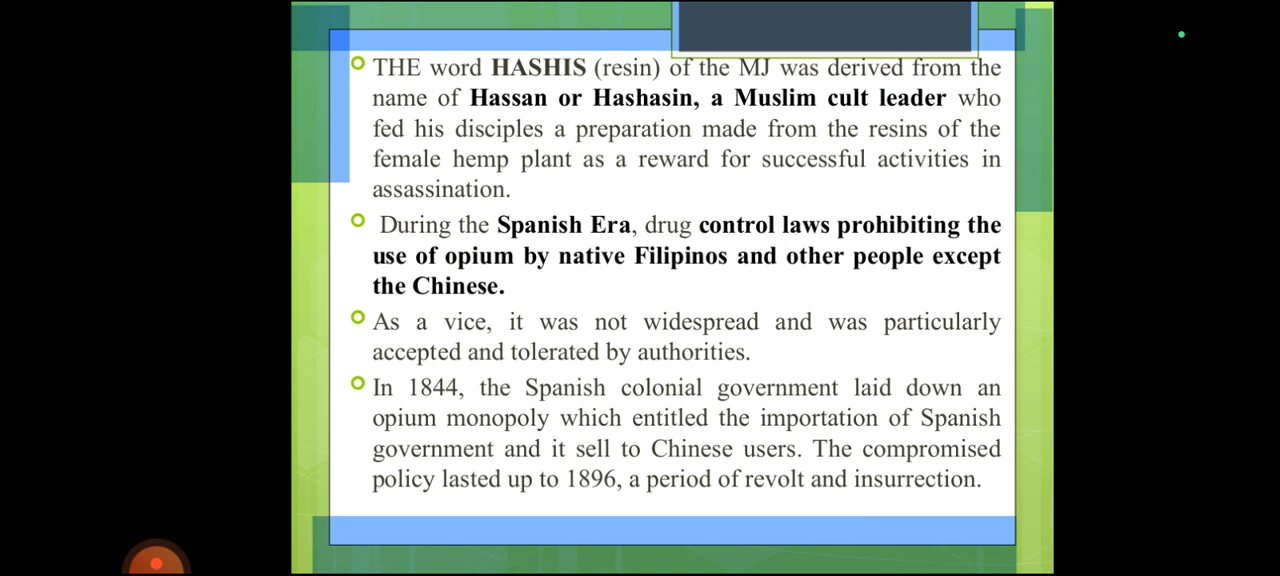 THE word HASHIS (resin) of the MJ was derived from the
name of Hassan or Hashasin, a Muslim cult leader who
fed his disciples a preparation made from the resins of the
female hemp plant as a reward for successful activities in
assassination.
During the Spanish Era, drug control laws prohibiting the
use of opium by native Filipinos and other people except
the Chinese.
As a vice, it was not widespread and was particularly
accepted and tolerated by authorities.
In 1844, the Spanish colonial government laid down an
opium monopoly which entitled the importation of Spanish
government and it sell to Chinese users. The compromised
policy lasted up to 1896, a period of revolt and insurrection.